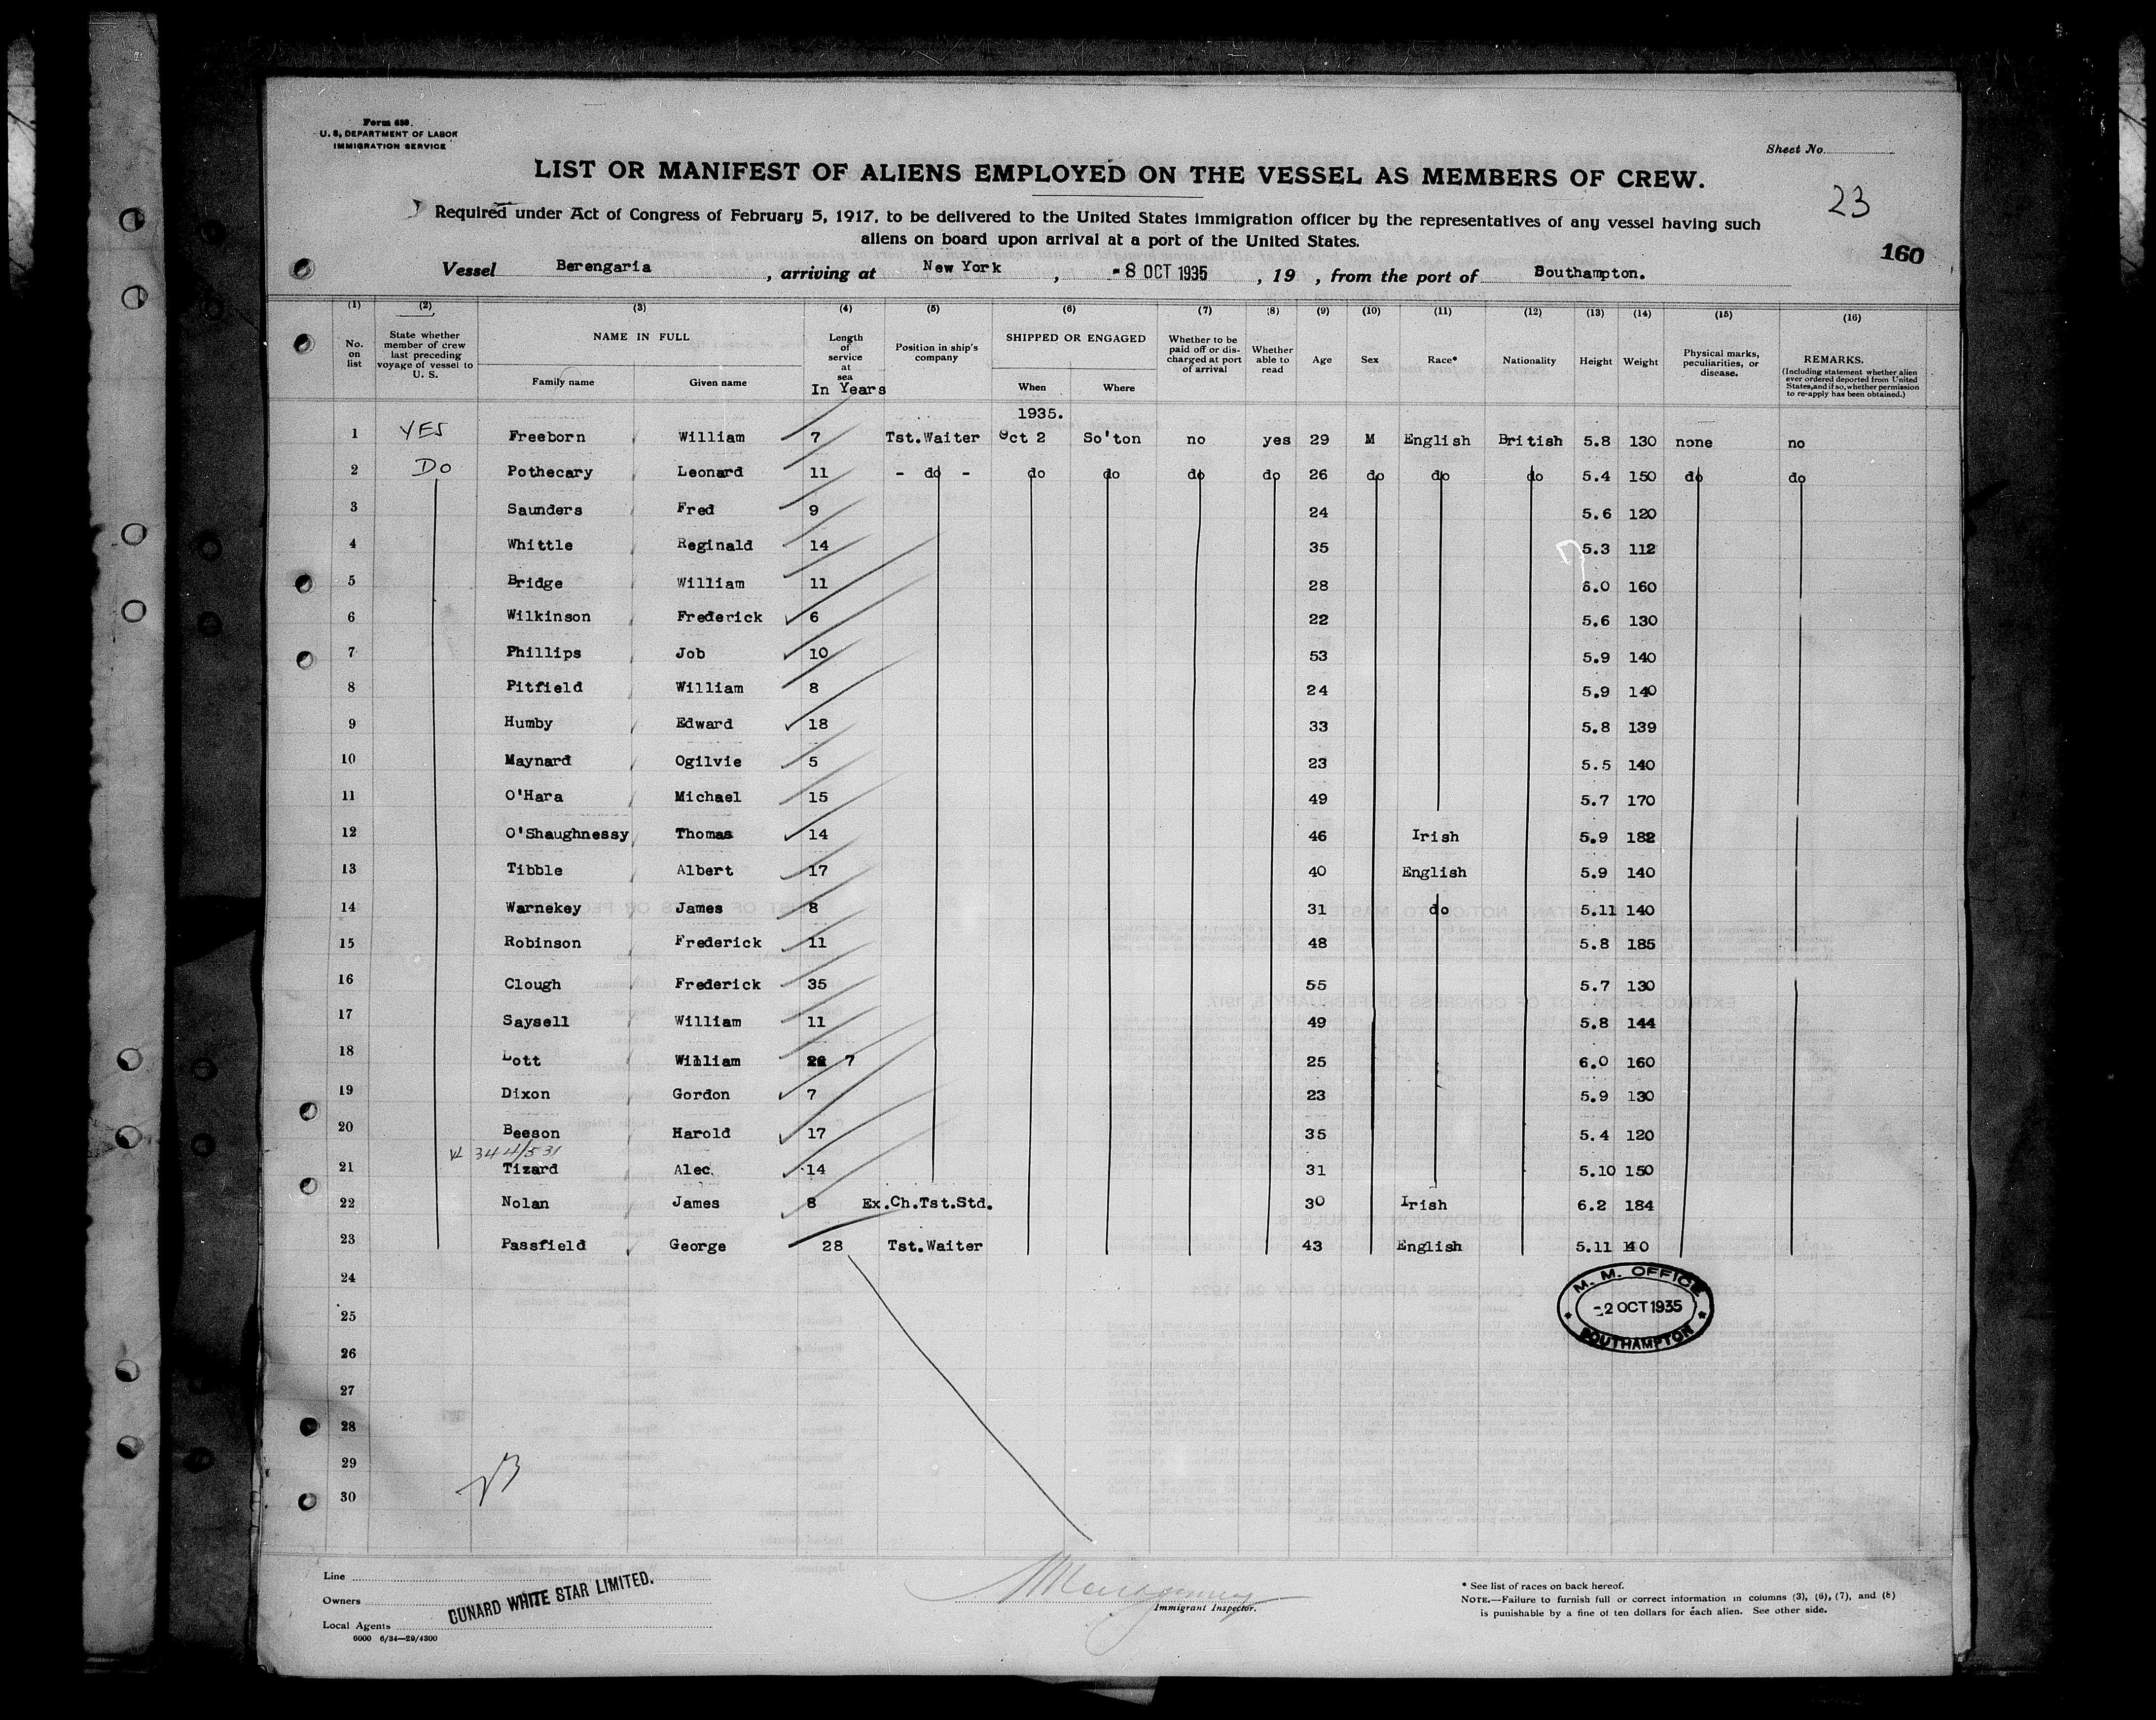 Form 680.
U. S. DEPARTMENT OF LABOR
IMMIGRATION SERVICE
Sheet No.
LIST OR MANIFEST OF ALIENS EMPLOYED ON THE VESSEL AS MEMBERS OF CREW.
23
Required under Act of Congress of February 5, 1917, to be delivered to the United States immigration officer by the representatives of any vessel having such
aliens on board upon arrival at a port of the United States.
160
Vessel Berengaria, arriving at New York, -8 OCT 1935, 19 , from the port of Southampton.
(1) (2) (3) (4) (5) (6) (7) (8) (9) (10) (11) (12) (13) (14) (15) (16)
No. on list
State whether member of crew last preceding voyage of vessel to U. S.
NAME IN FULL
Family name Given name
Length of service at sea
In Years
Position in ship's company
SHIPPED OR ENGAGED
When Where
Whether to be paid off or discharged at port of arrival
Whether able to read
Age
Sex
Race*
Nationality
Height
Weight
Physical marks, peculiarities, or disease.
REMARKS.
(Including statement whether alien ever ordered deported from United States, and if so, whether permission to re-apply has been obtained.)
1935.
1 YES Freeborn William 7 Tst.Waiter Oct 2 So'ton no yes 29 M English British 5.8 130 none no
2 Do Pothecary Leonard 11 - do - do do do do 26 do do do 5.4 150 do do
3 Saunders Fred 9 24 5.6 120
4 Whittle Reginald 14 35 5.3 112
5 Bridge William 11 28 6.0 160
6 Wilkinson Frederick 6 22 5.6 130
7 Phillips Job 10 53 5.9 140
8 Pitfield William 8 24 5.9 140
9 Humby Edward 18 33 5.8 139
10 Maynard Ogilvie 5 23 5.5 140
11 O'Hara Michael 15 49 5.7 170
12 O'Shaughnessy Thomas 14 46 Irish 5.9 182
13 Tibble Albert 17 40 English 5.9 140
14 Warnekey James 8 31 do 5.11 140
15 Robinson Frederick 11 48 5.8 185
16 Clough Frederick 35 55 5.7 130
17 Saysell William 11 49 5.8 144
18 Lott William 7 25 6.0 160
19 Dixon Gordon 7 23 5.9 130
20 Beeson Harold 17 35 5.4 120
344/531
21 Tizard Alec. 14 31 5.10 150
22 Nolan James 8 Ex.Ch.Tst.Std. 30 Irish 6.2 184
23 Passfield George 28 Tst.Waiter 43 English 5.11 140
24
25
26
27
28
29
30
M. M. OFFICE
-2 OCT 1935
SOUTHAMPTON
Line
Owners
CUNARD WHITE STAR LIMITED.
Local Agents
6000 6/34—29/4300
Immigrant Inspector.
* See list of races on back hereof.
NOTE.—Failure to furnish full or correct information in columns (3), (6), (7), and (8)
is punishable by a fine of ten dollars for each alien. See other side.